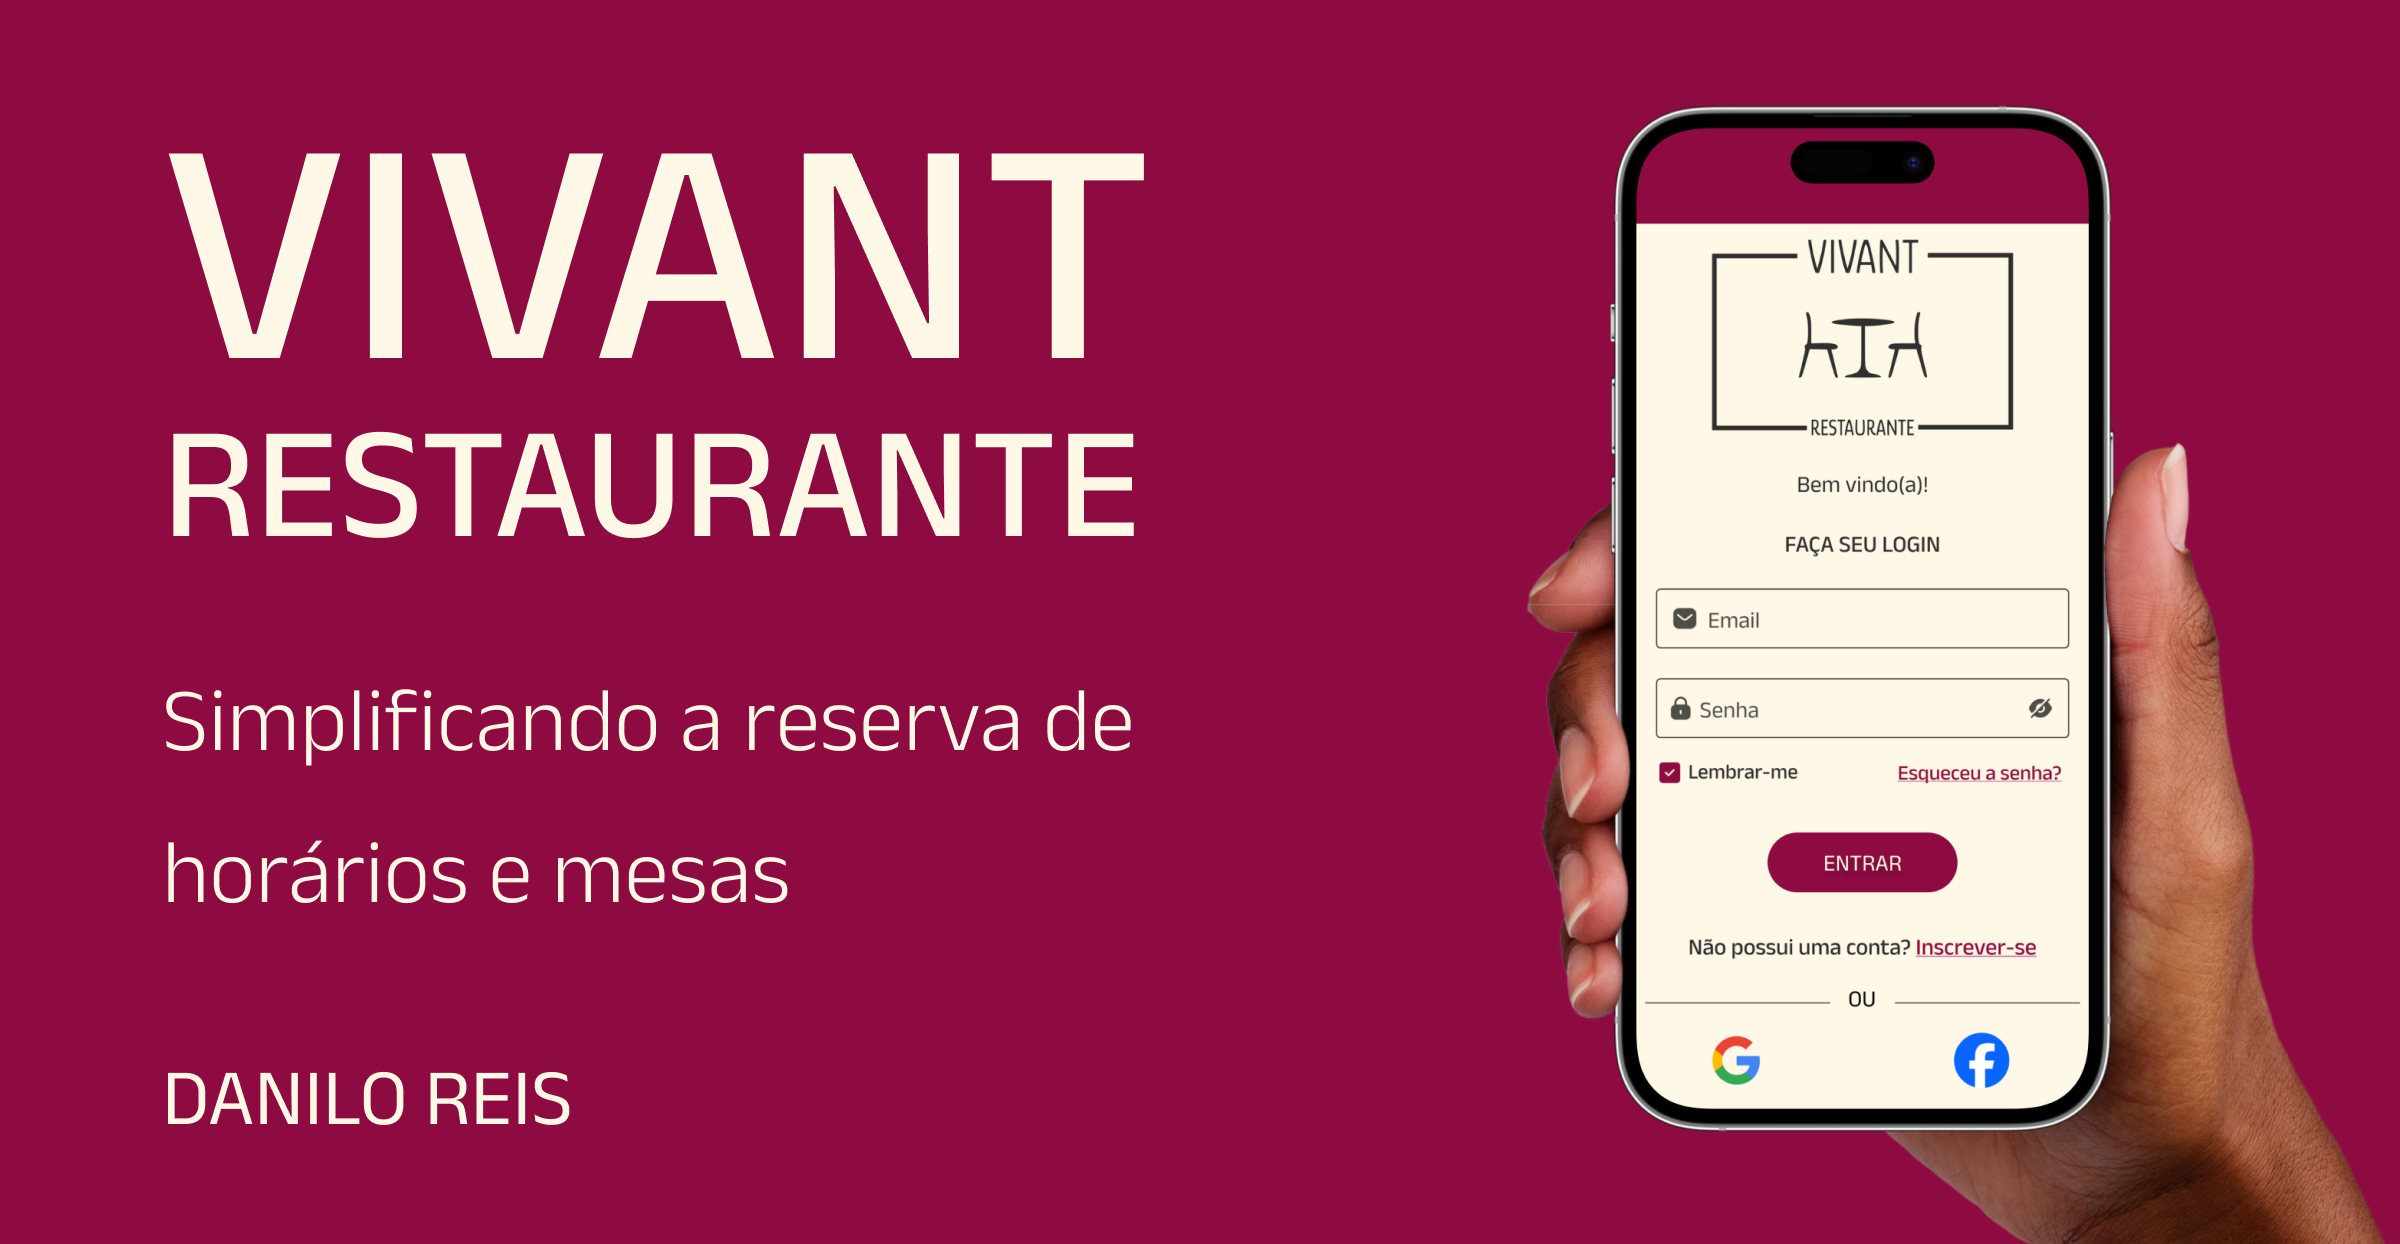 VIVANT
RESTAURANTE
Simplificando a reserva de
horários e mesas
DANILO REIS
VIVANT
RESTAURANTE
Bem vindo(a)!
FAÇA SEU LOGIN
Email
Senha
Lembrar-me
Esqueceu a senha?
ENTRAR
Não possui uma conta? Inscrever-se
OU